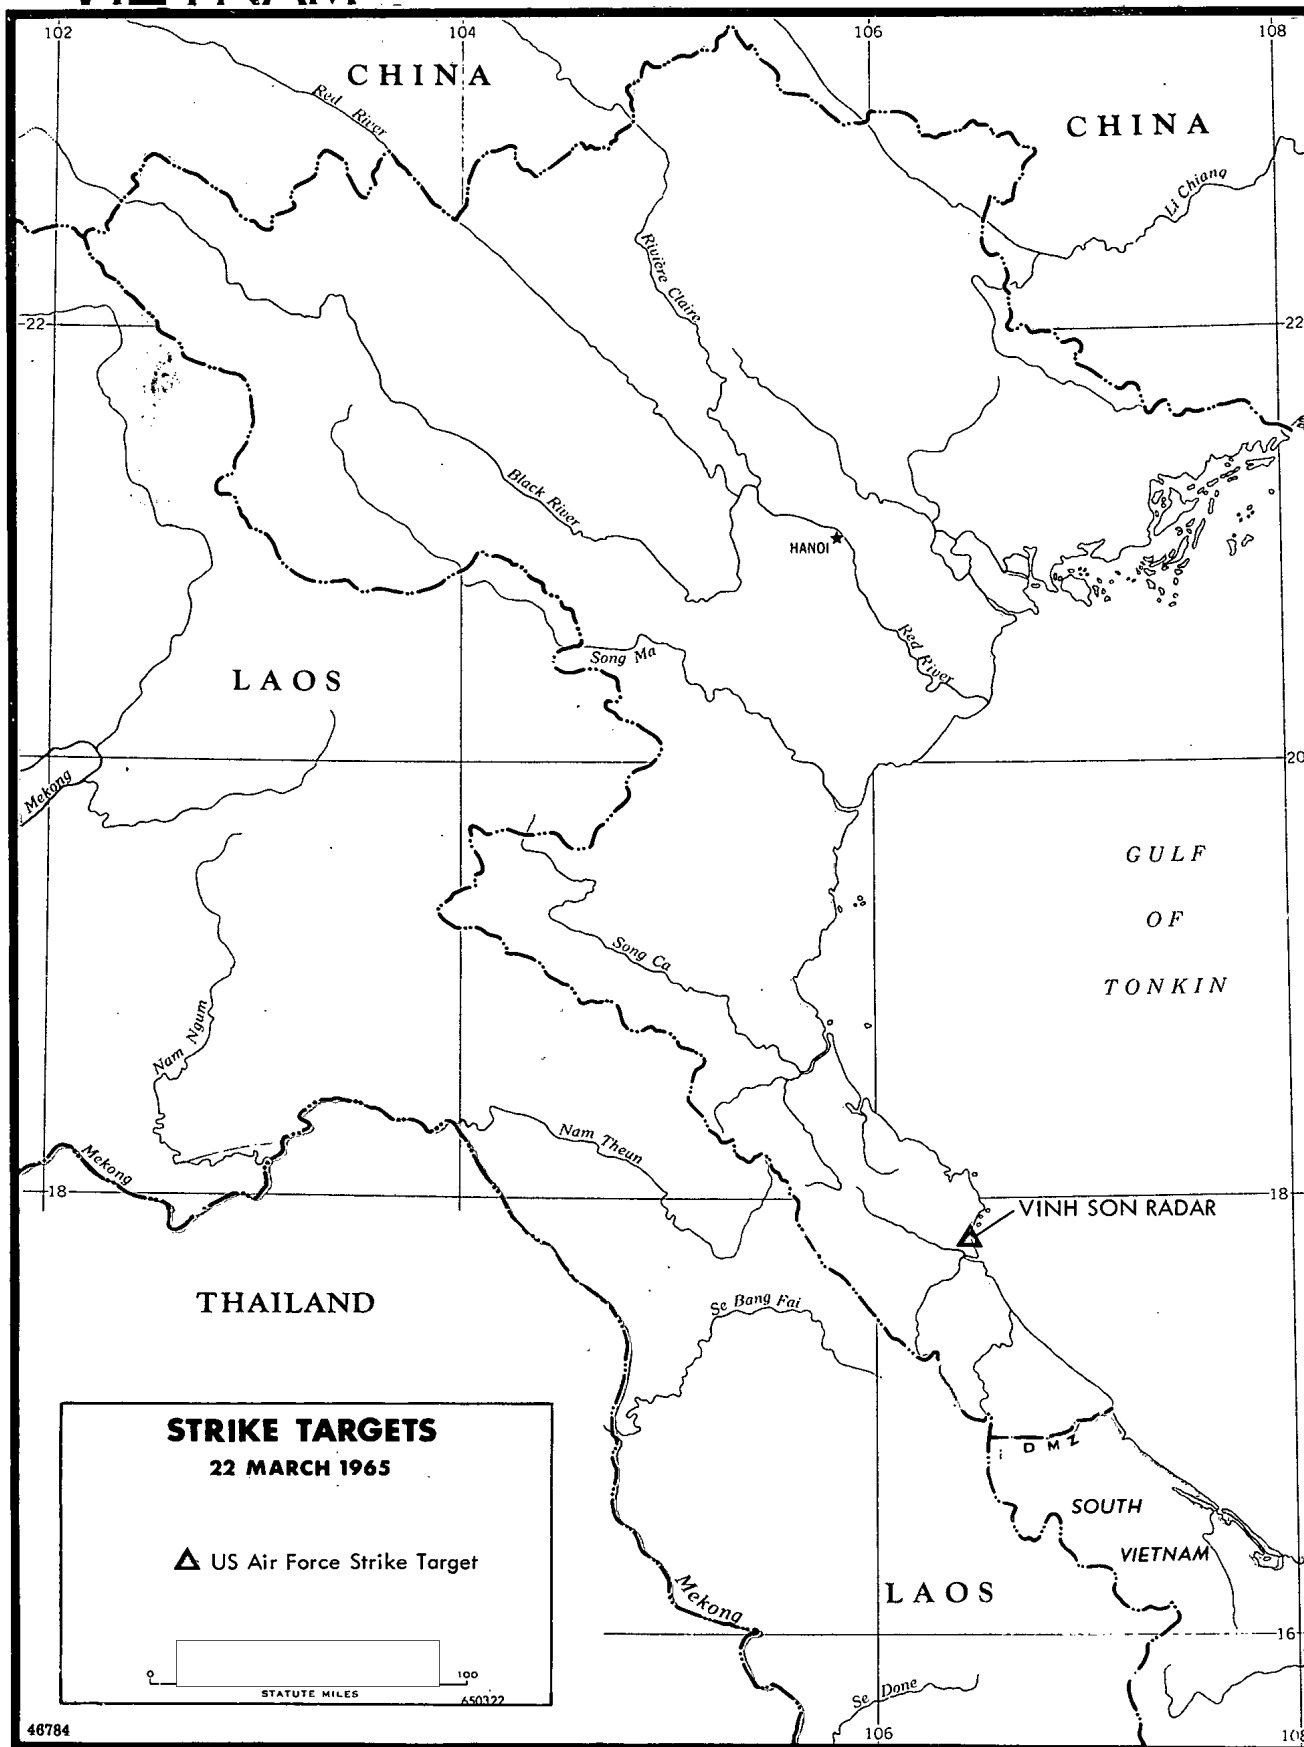 102 104 106 108
CHINA
Red River
CHINA
Li Chiang
Rivière Claire
22 22
Black River
HANOI
Red River
Song Ma
LAOS
20
Mekong
GULF
OF
TONKIN
Song Ca
Nam Ngum
Nam Theun
Mekong
18 18
VINH SON RADAR
THAILAND
Se Bang Fai
STRIKE TARGETS
22 MARCH 1965
US Air Force Strike Target
0 100
STATUTE MILES
650322
DMZ
SOUTH
VIETNAM
Mekong
LAOS
16
Se Done
46784
106